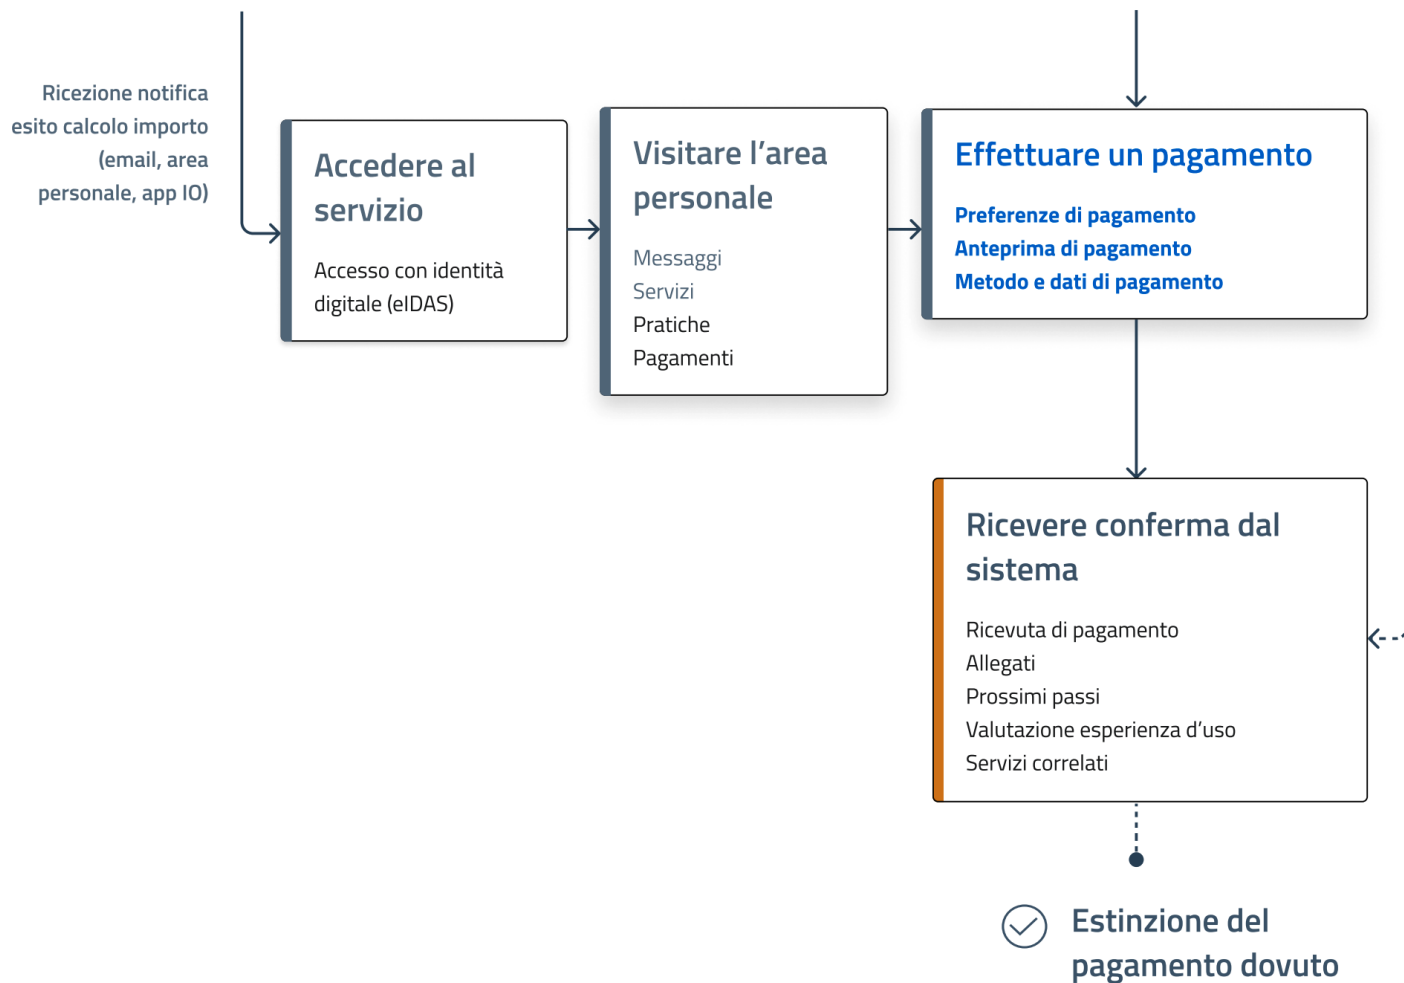 Ricezione notifica
esito calcolo importo
(email, area
personale, app IO)
Accedere al
servizio
Accesso con identità
digitale (eIDAS)
Visitare l’area
personale
Messaggi
Servizi
Pratiche
Pagamenti
Effettuare un pagamento
Preferenze di pagamento
Anteprima di pagamento
Metodo e dati di pagamento
Ricevere conferma dal
sistema
Ricevuta di pagamento
Allegati
Prossimi passi
Valutazione esperienza d’uso
Servizi correlati
Estinzione del
pagamento dovuto